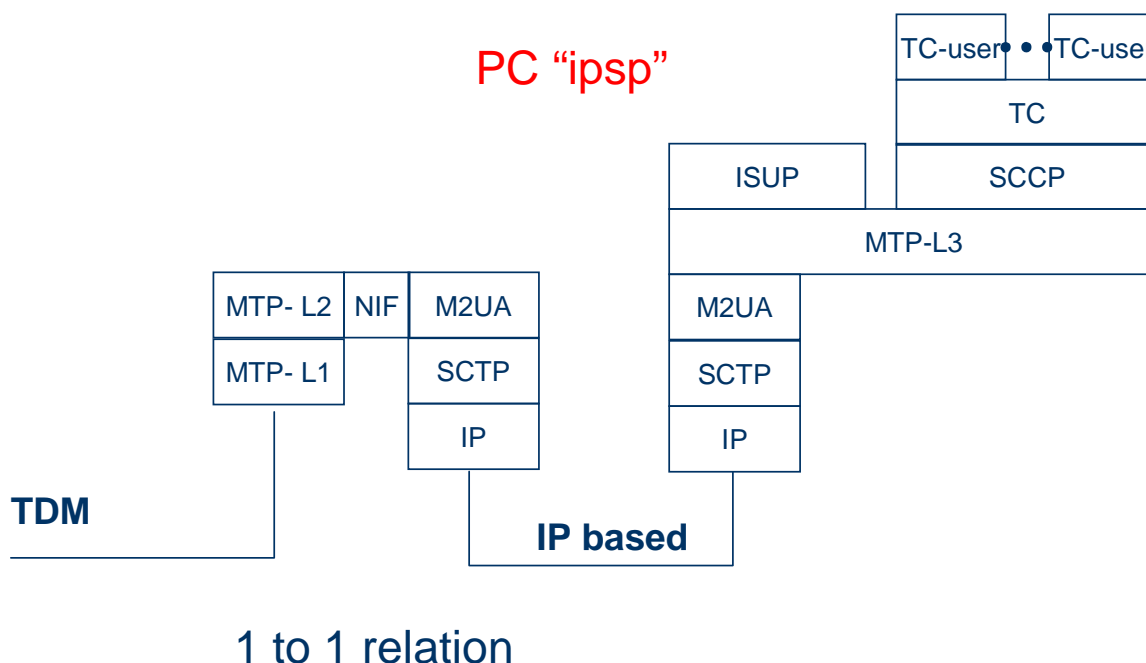 PC “ipsp”
TC-user • • • TC-use
TC
ISUP
SCCP
MTP-L3
MTP- L2 NIF M2UA
M2UA
MTP- L1
SCTP
SCTP
IP
IP
TDM
IP based
1 to 1 relation